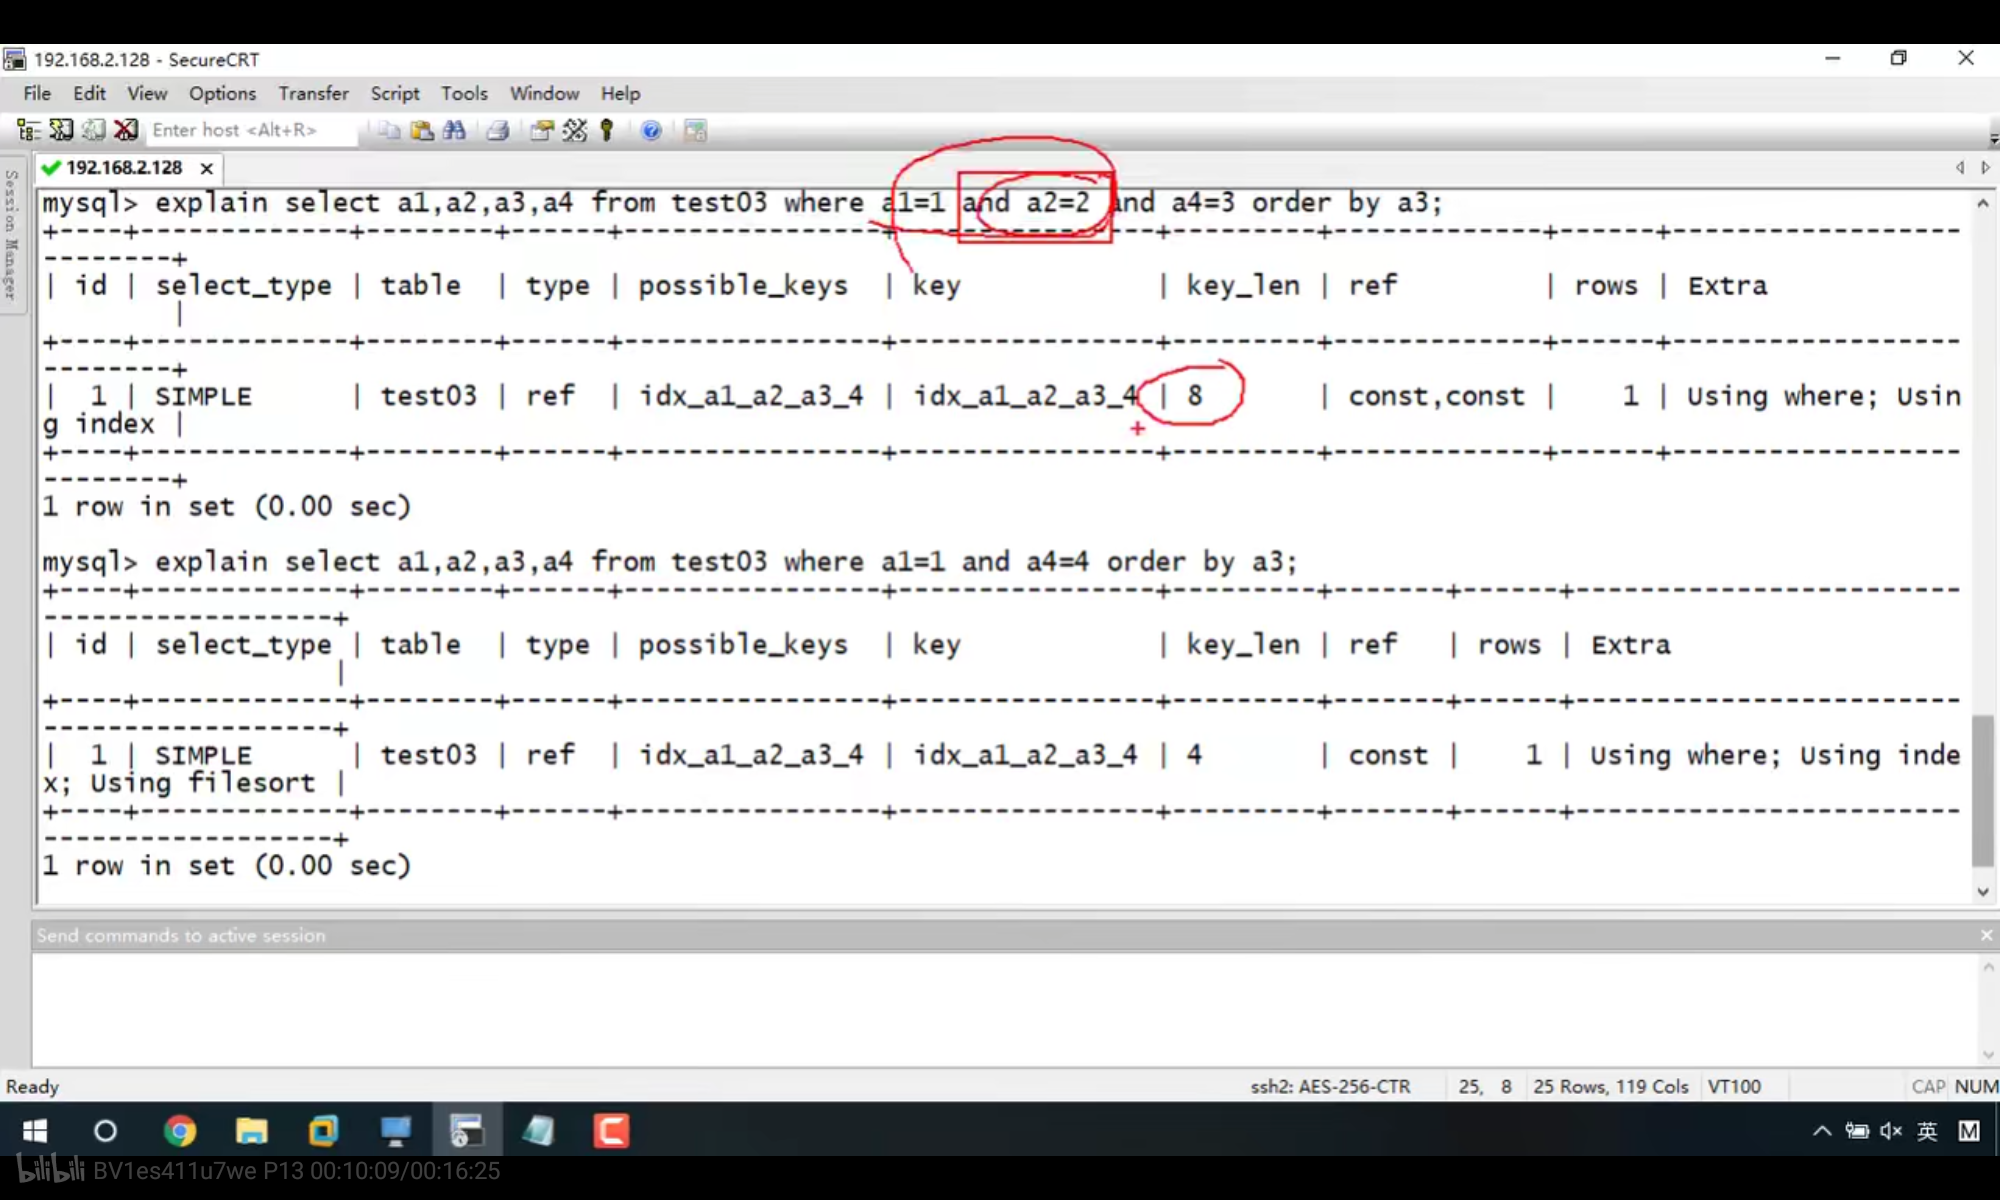 192.168.2.128 - SecureCRT
File Edit View Options Transfer Script Tools Window Help
Enter host <Alt+R>
192.168.2.128
Session Manager
mysql> explain select a1,a2,a3,a4 from test03 where a1=1 and a2=2 and a4=3 order by a3;
+----+-------------+--------+------+----------------+----------------+---------+-------------+------+------------------
--------+
| id | select_type | table  | type | possible_keys  | key            | key_len | ref         | rows | Extra
        |
+----+-------------+--------+------+----------------+----------------+---------+-------------+------+------------------
--------+
|  1 | SIMPLE      | test03 | ref  | idx_a1_a2_a3_4 | idx_a1_a2_a3_4 | 8       | const,const |    1 | Using where; Usin
g index |
+----+-------------+--------+------+----------------+----------------+---------+-------------+------+------------------
--------+
1 row in set (0.00 sec)
mysql> explain select a1,a2,a3,a4 from test03 where a1=1 and a4=4 order by a3;
+----+-------------+--------+------+----------------+----------------+---------+-------+------+------------------------
------------------+
| id | select_type | table  | type | possible_keys  | key            | key_len | ref   | rows | Extra
                  |
+----+-------------+--------+------+----------------+----------------+---------+-------+------+------------------------
------------------+
|  1 | SIMPLE      | test03 | ref  | idx_a1_a2_a3_4 | idx_a1_a2_a3_4 | 4       | const |    1 | Using where; Using inde
x; Using filesort |
+----+-------------+--------+------+----------------+----------------+---------+-------+------+------------------------
------------------+
1 row in set (0.00 sec)
Send commands to active session
Ready ssh2: AES-256-CTR 25, 8 25 Rows, 119 Cols VT100 CAP NUM
英 M
bilibili BV1es411u7we P13 00:10:09/00:16:25